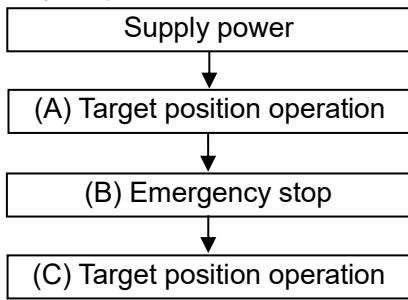 Supply power
(A) Target position operation
(B) Emergency stop
(C) Target position operation